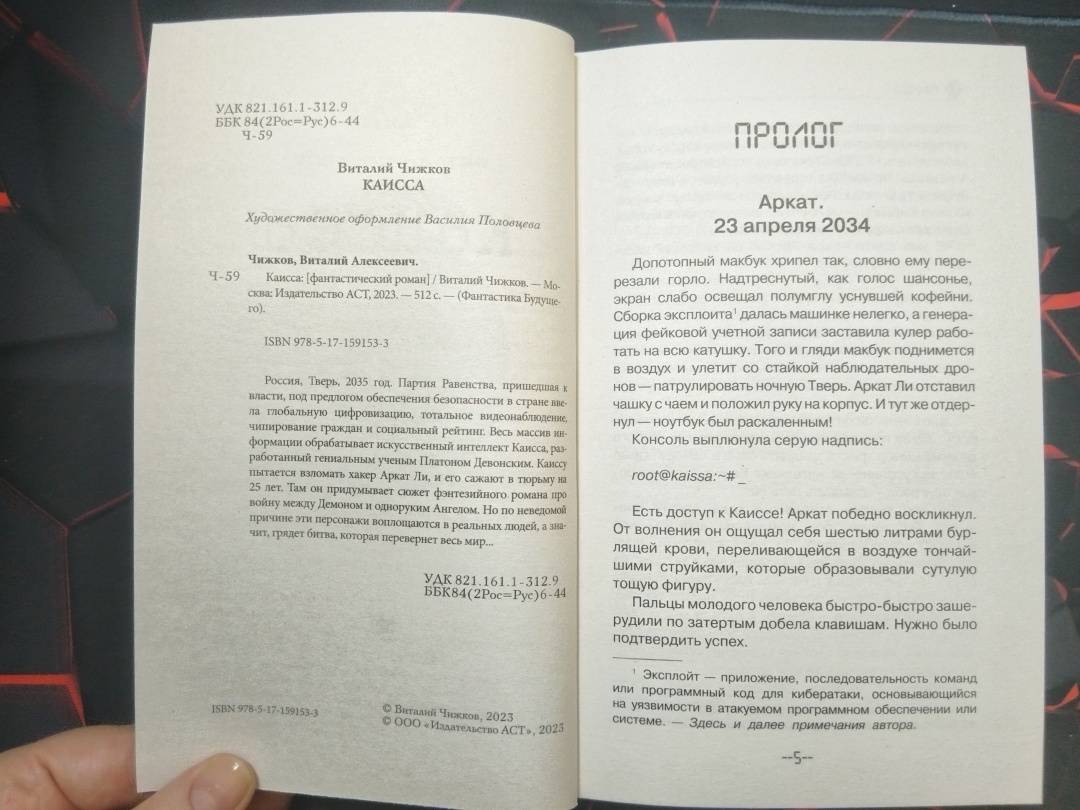 УДК 821.161.1-312.9
ББК 84(2Рос=Рус)6-44
Ч-59
Виталий Чижков
КАИССА
Художественное оформление Василия Половцева
Чижков, Виталий Алексеевич.
Ч-59
Каисса: [фантастический роман] / Виталий Чижков. — Мо-
сква: Издательство АСТ, 2023. — 512 с. — (Фантастика Будуще-
го).
ISBN 978-5-17-159153-3
Россия, Тверь, 2035 год. Партия Равенства, пришедшая к
власти, под предлогом обеспечения безопасности в стране вве-
ла глобальную цифровизацию, тотальное видеонаблюдение,
чипирование граждан и социальный рейтинг. Весь массив ин-
формации обрабатывает искусственный интеллект Каисса, раз-
работанный гениальным ученым Платоном Девонским. Каиссу
пытается взломать хакер Аркат Ли, и его сажают в тюрьму на
25 лет. Там он придумывает сюжет фэнтезийного романа про
войну между Демоном и одноруким Ангелом. Но по неведомой
причине эти персонажи воплощаются в реальных людей, а зна-
чит, грядет битва, которая перевернет весь мир...
УДК 821.161.1-312.9
ББК84(2Рос=Рус)6-44
ISBN 978-5-17-159153-3
© Виталий Чижков, 2023
© ООО «Издательство АСТ», 2023
ПРОЛОГ
Аркат.
23 апреля 2034
Допотопный макбук хрипел так, словно ему пере-
резали горло. Надтреснутый, как голос шансонье,
экран слабо освещал полумглу уснувшей кофейни.
Сборка эксплоита¹ далась машинке нелегко, а генера-
ция фейковой учетной записи заставила кулер рабо-
тать на всю катушку. Того и гляди макбук поднимется
в воздух и улетит со стайкой наблюдательных дро-
нов — патрулировать ночную Тверь. Аркат Ли отставил
чашку с чаем и положил руку на корпус. И тут же отдер-
нул — ноутбук был раскаленным!
Консоль выплюнула серую надпись:
root@kaissa:~# _
Есть доступ к Каиссе! Аркат победно воскликнул.
От волнения он ощущал себя шестью литрами бур-
лящей крови, переливающейся в воздухе тончай-
шими струйками, которые образовывали сутулую
тощую фигуру.
Пальцы молодого человека быстро-быстро заше-
рудили по затертым добела клавишам. Нужно было
подтвердить успех.
¹ Эксплойт — приложение, последовательность команд
или программный код для кибератаки, основывающийся
на уязвимости в атакуемом программном обеспечении или
системе. — Здесь и далее примечания автора.
--5--